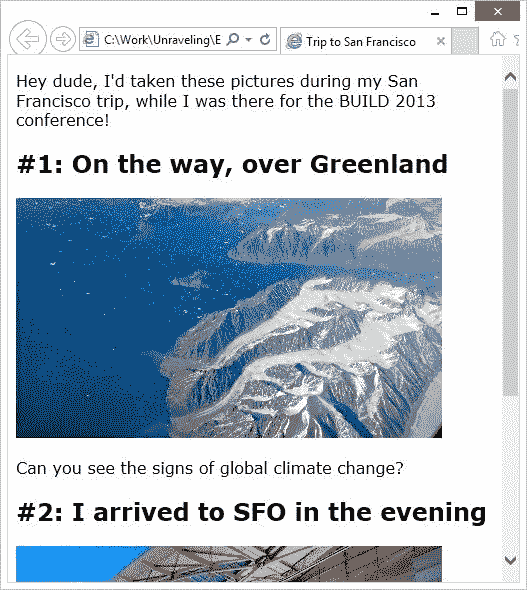 C:\Work\Unraveling\E
Trip to San Francisco
Hey dude, I'd taken these pictures during my San
Francisco trip, while I was there for the BUILD 2013
conference!
#1: On the way, over Greenland
Can you see the signs of global climate change?
#2: I arrived to SFO in the evening